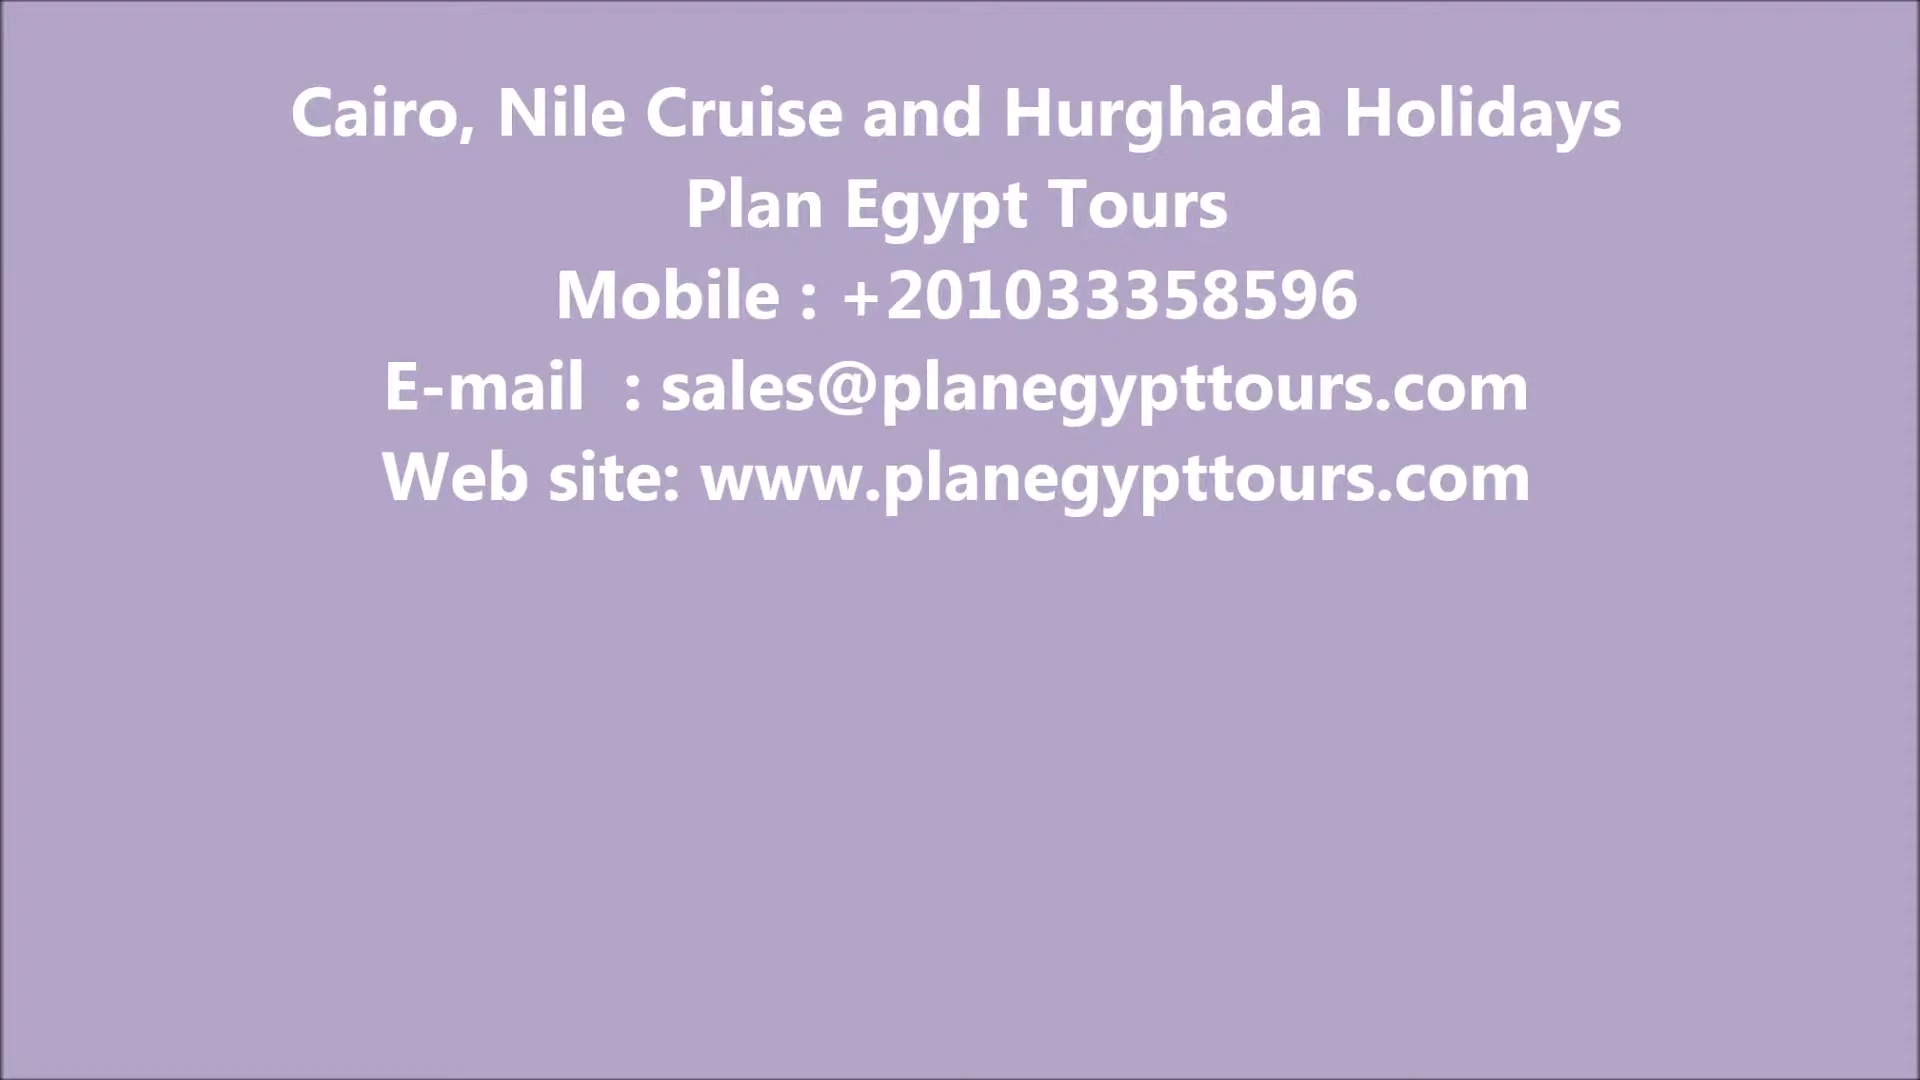 Cairo, Nile Cruise and Hurghada Holidays
Plan Egypt Tours
Mobile : +201033358596
E-mail  : sales@planegypttours.com
Web site: www.planegypttours.com